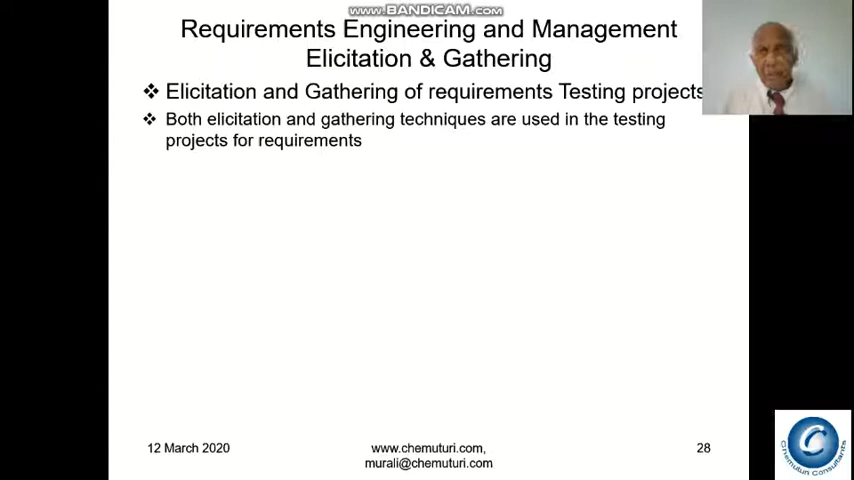 www.BANDICAM.com
Requirements Engineering and Management
Elicitation & Gathering
❖ Elicitation and Gathering of requirements Testing projects
❖ Both elicitation and gathering techniques are used in the testing
projects for requirements
12 March 2020
www.chemuturi.com,
murali@chemuturi.com
28
C
Chemuturi Consultants